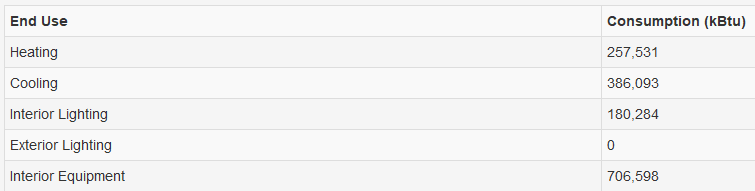 End Use Consumption (kBtu)
Heating 257,531
Cooling 386,093
Interior Lighting 180,284
Exterior Lighting 0
Interior Equipment 706,598